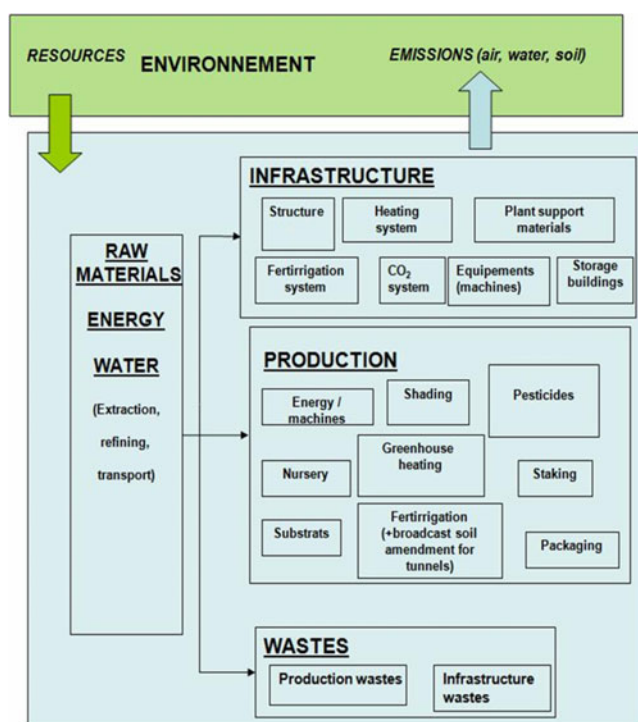 RESOURCES
ENVIRONNEMENT
EMISSIONS (air, water, soil)
INFRASTRUCTURE
Structure
Heating
system
Plant support
materials
Fertirrigation
system
CO2
system
Equipements
(machines)
Storage
buildings
RAW
MATERIALS
ENERGY
WATER
(Extraction,
refining,
transport)
PRODUCTION
Energy /
machines
Shading
Pesticides
Nursery
Greenhouse
heating
Staking
Substrats
Fertirrigation
(+broadcast soil
amendment for
tunnels)
Packaging
WASTES
Production wastes
Infrastructure
wastes